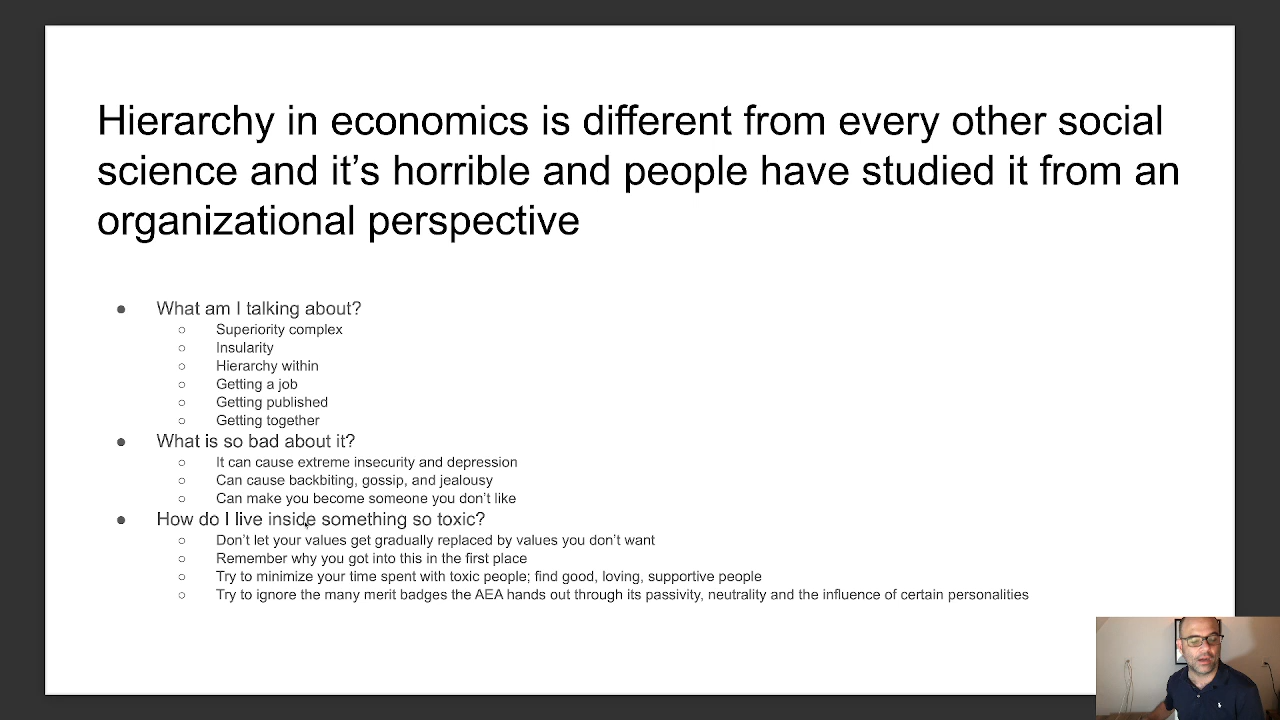 Hierarchy in economics is different from every other social
science and it’s horrible and people have studied it from an
organizational perspective
● What am I talking about?
○ Superiority complex
○ Insularity
○ Hierarchy within
○ Getting a job
○ Getting published
○ Getting together
● What is so bad about it?
○ It can cause extreme insecurity and depression
○ Can cause backbiting, gossip, and jealousy
○ Can make you become someone you don’t like
● How do I live inside something so toxic?
○ Don’t let your values get gradually replaced by values you don’t want
○ Remember why you got into this in the first place
○ Try to minimize your time spent with toxic people; find good, loving, supportive people
○ Try to ignore the many merit badges the AEA hands out through its passivity, neutrality and the influence of certain personalities